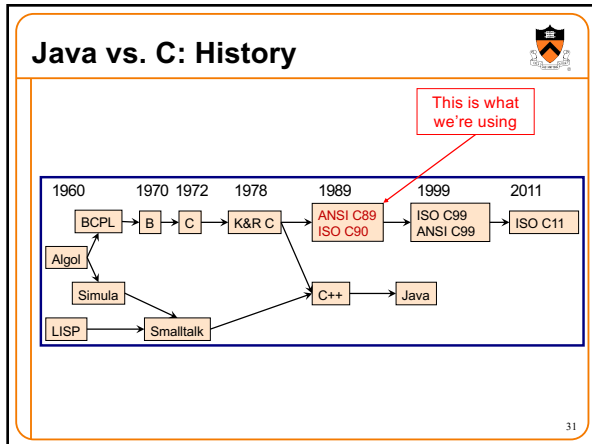 Java vs. C: History
This is what
we're using
1960 1970 1972 1978 1989 1999 2011
BCPL
B
C
K&R C
ANSI C89
ISO C90
ISO C99
ANSI C99
ISO C11
Algol
Simula
C++
Java
LISP
Smalltalk
31